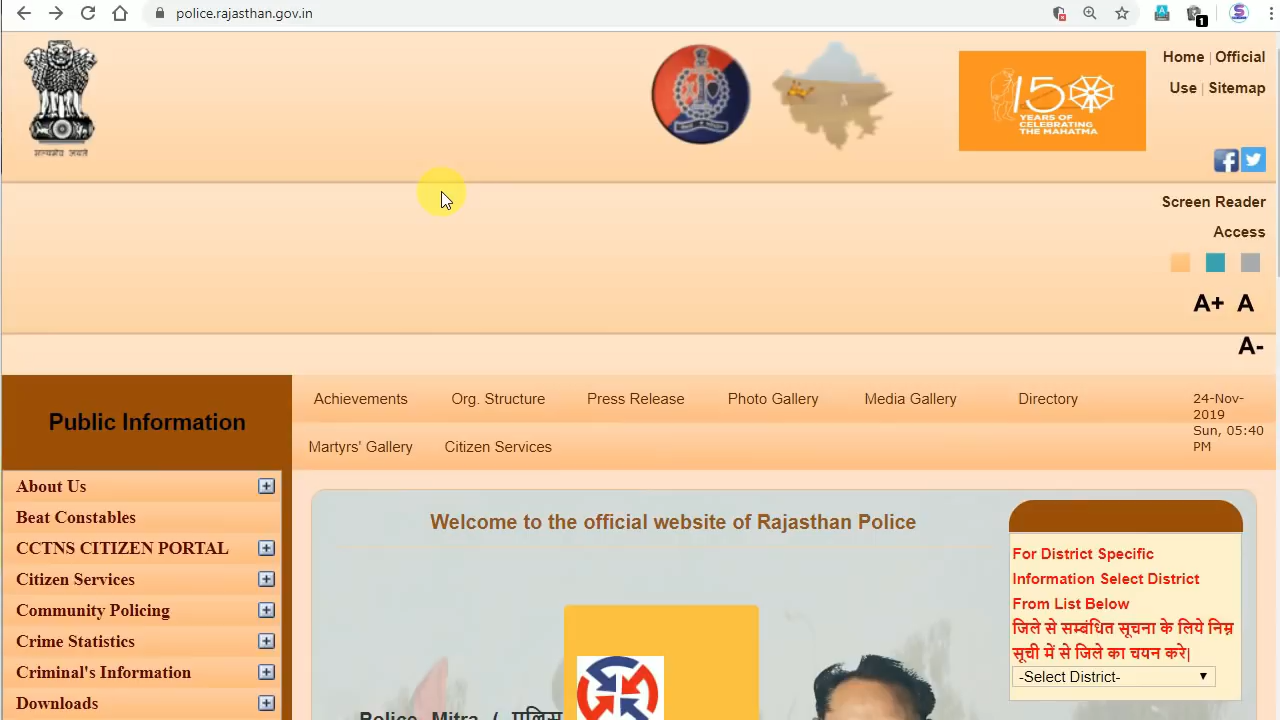 police.rajasthan.gov.in
1
सत्यमेव जयते
150
YEARS OF
CELEBRATING
THE MAHATMA
Home | Official
Use | Sitemap
Screen Reader
Access
A+ A
A-
Public Information
Achievements Org. Structure Press Release Photo Gallery Media Gallery Directory
Martyrs' Gallery Citizen Services
24-Nov-
2019
Sun, 05:40
PM
About Us
Beat Constables
CCTNS CITIZEN PORTAL
Citizen Services
Community Policing
Crime Statistics
Criminal's Information
Downloads
Welcome to the official website of Rajasthan Police
Police Mitra ( पुलिस
For District Specific
Information Select District
From List Below
जिले से सम्बंधित सूचना के लिये निम्न
सूची में से जिले का चयन करे|
-Select District-